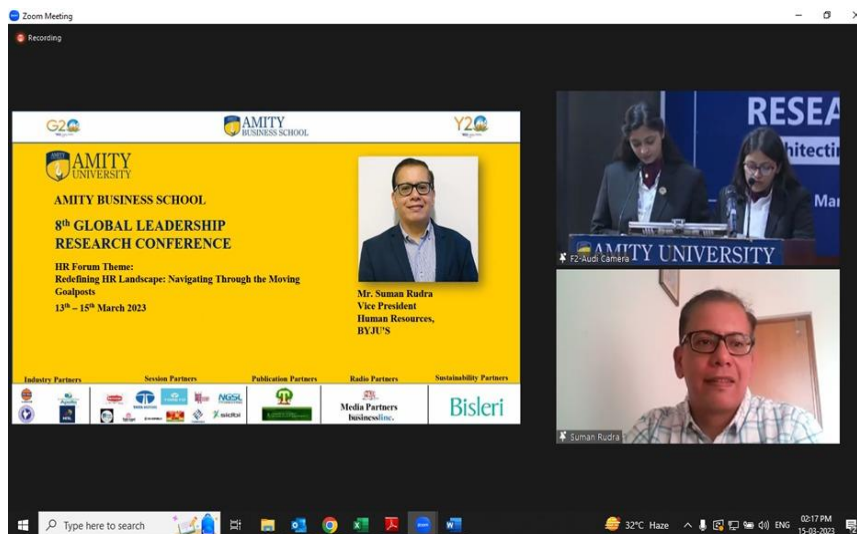 Zoom Meeting
Recording
G20
AMITY
BUSINESS SCHOOL
Y20
AMITY
UNIVERSITY
AMITY BUSINESS SCHOOL
8th GLOBAL LEADERSHIP
RESEARCH CONFERENCE
HR Forum Theme:
Redefining HR Landscape: Navigating Through the Moving
Goalposts
13th – 15th March 2023
Mr. Suman Rudra
Vice President
Human Resources,
BYJU'S
Industry Partners
Session Partners
Publication Partners
Radio Partners
Sustainability Partners
NGSL
Media Partners
businessline.
Bisleri
RESEA
hitectin
Mar
AMITY UNIVERSITY
F2-Audi Camera
Suman Rudra
Type here to search
32°C Haze
ENG
02:17 PM
15-03-2023